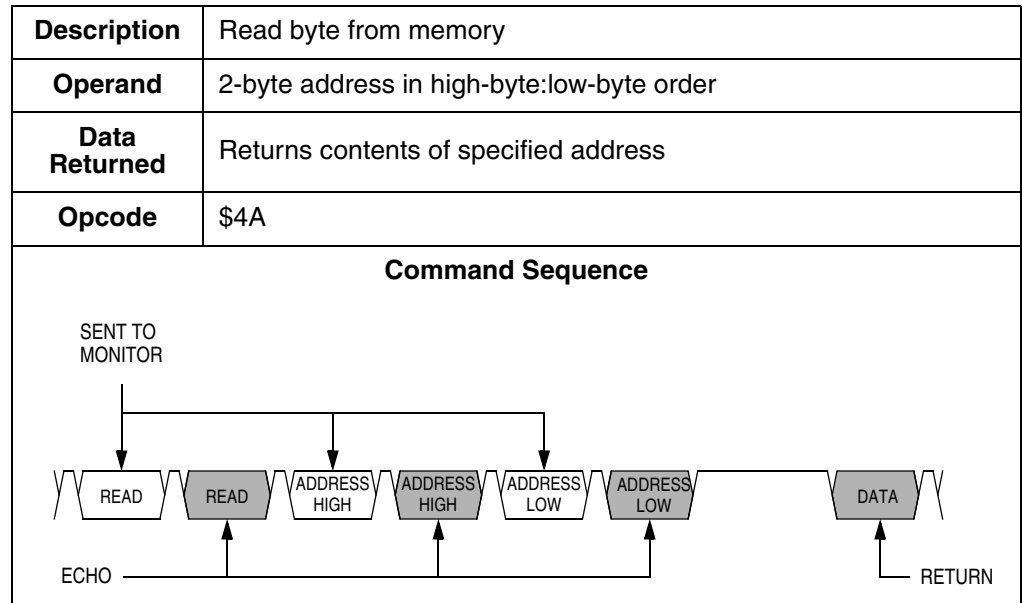 Description Read byte from memory
Operand 2-byte address in high-byte:low-byte order
Data
Returned Returns contents of specified address
Opcode $4A
Command Sequence
SENT TO
MONITOR
READ READ ADDRESS HIGH ADDRESS HIGH ADDRESS LOW ADDRESS LOW DATA
ECHO RETURN